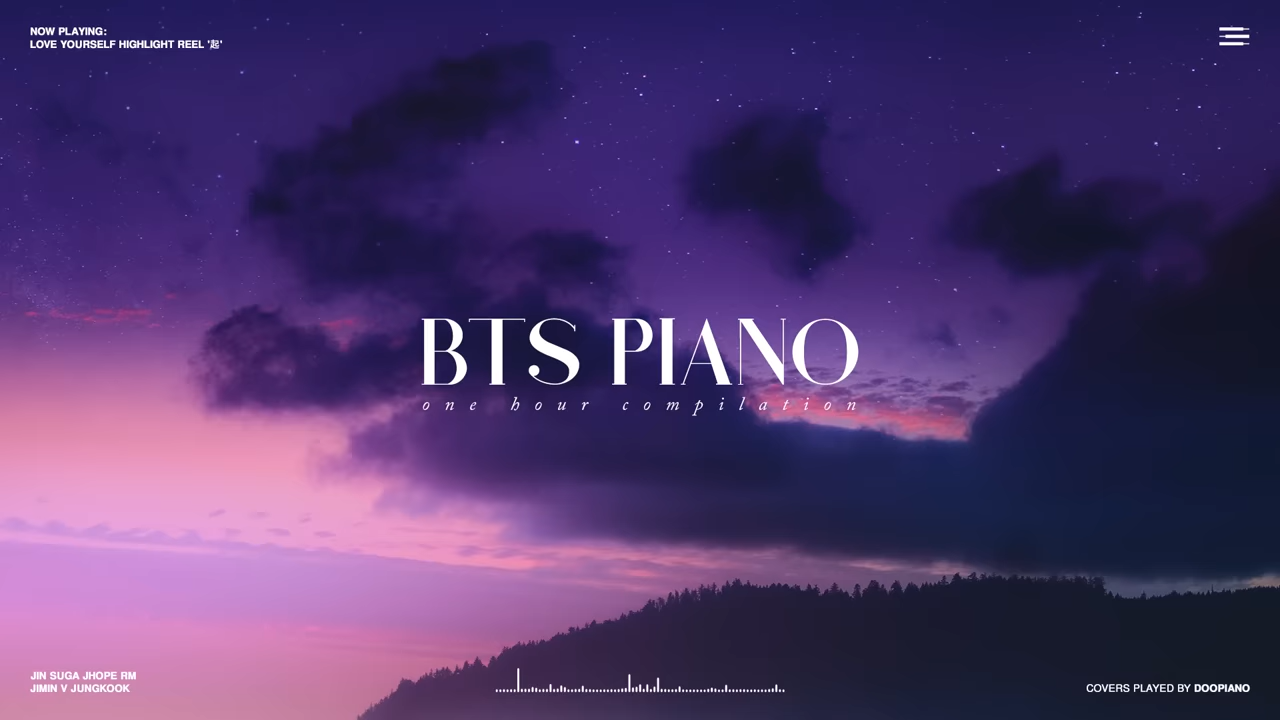 NOW PLAYING:
LOVE YOURSELF HIGHLIGHT REEL '起'
BTS PIANO
one hour compilation
JIN SUGA JHOPE RM
JIMIN V JUNGKOOK
COVERS PLAYED BY DOOPIANO